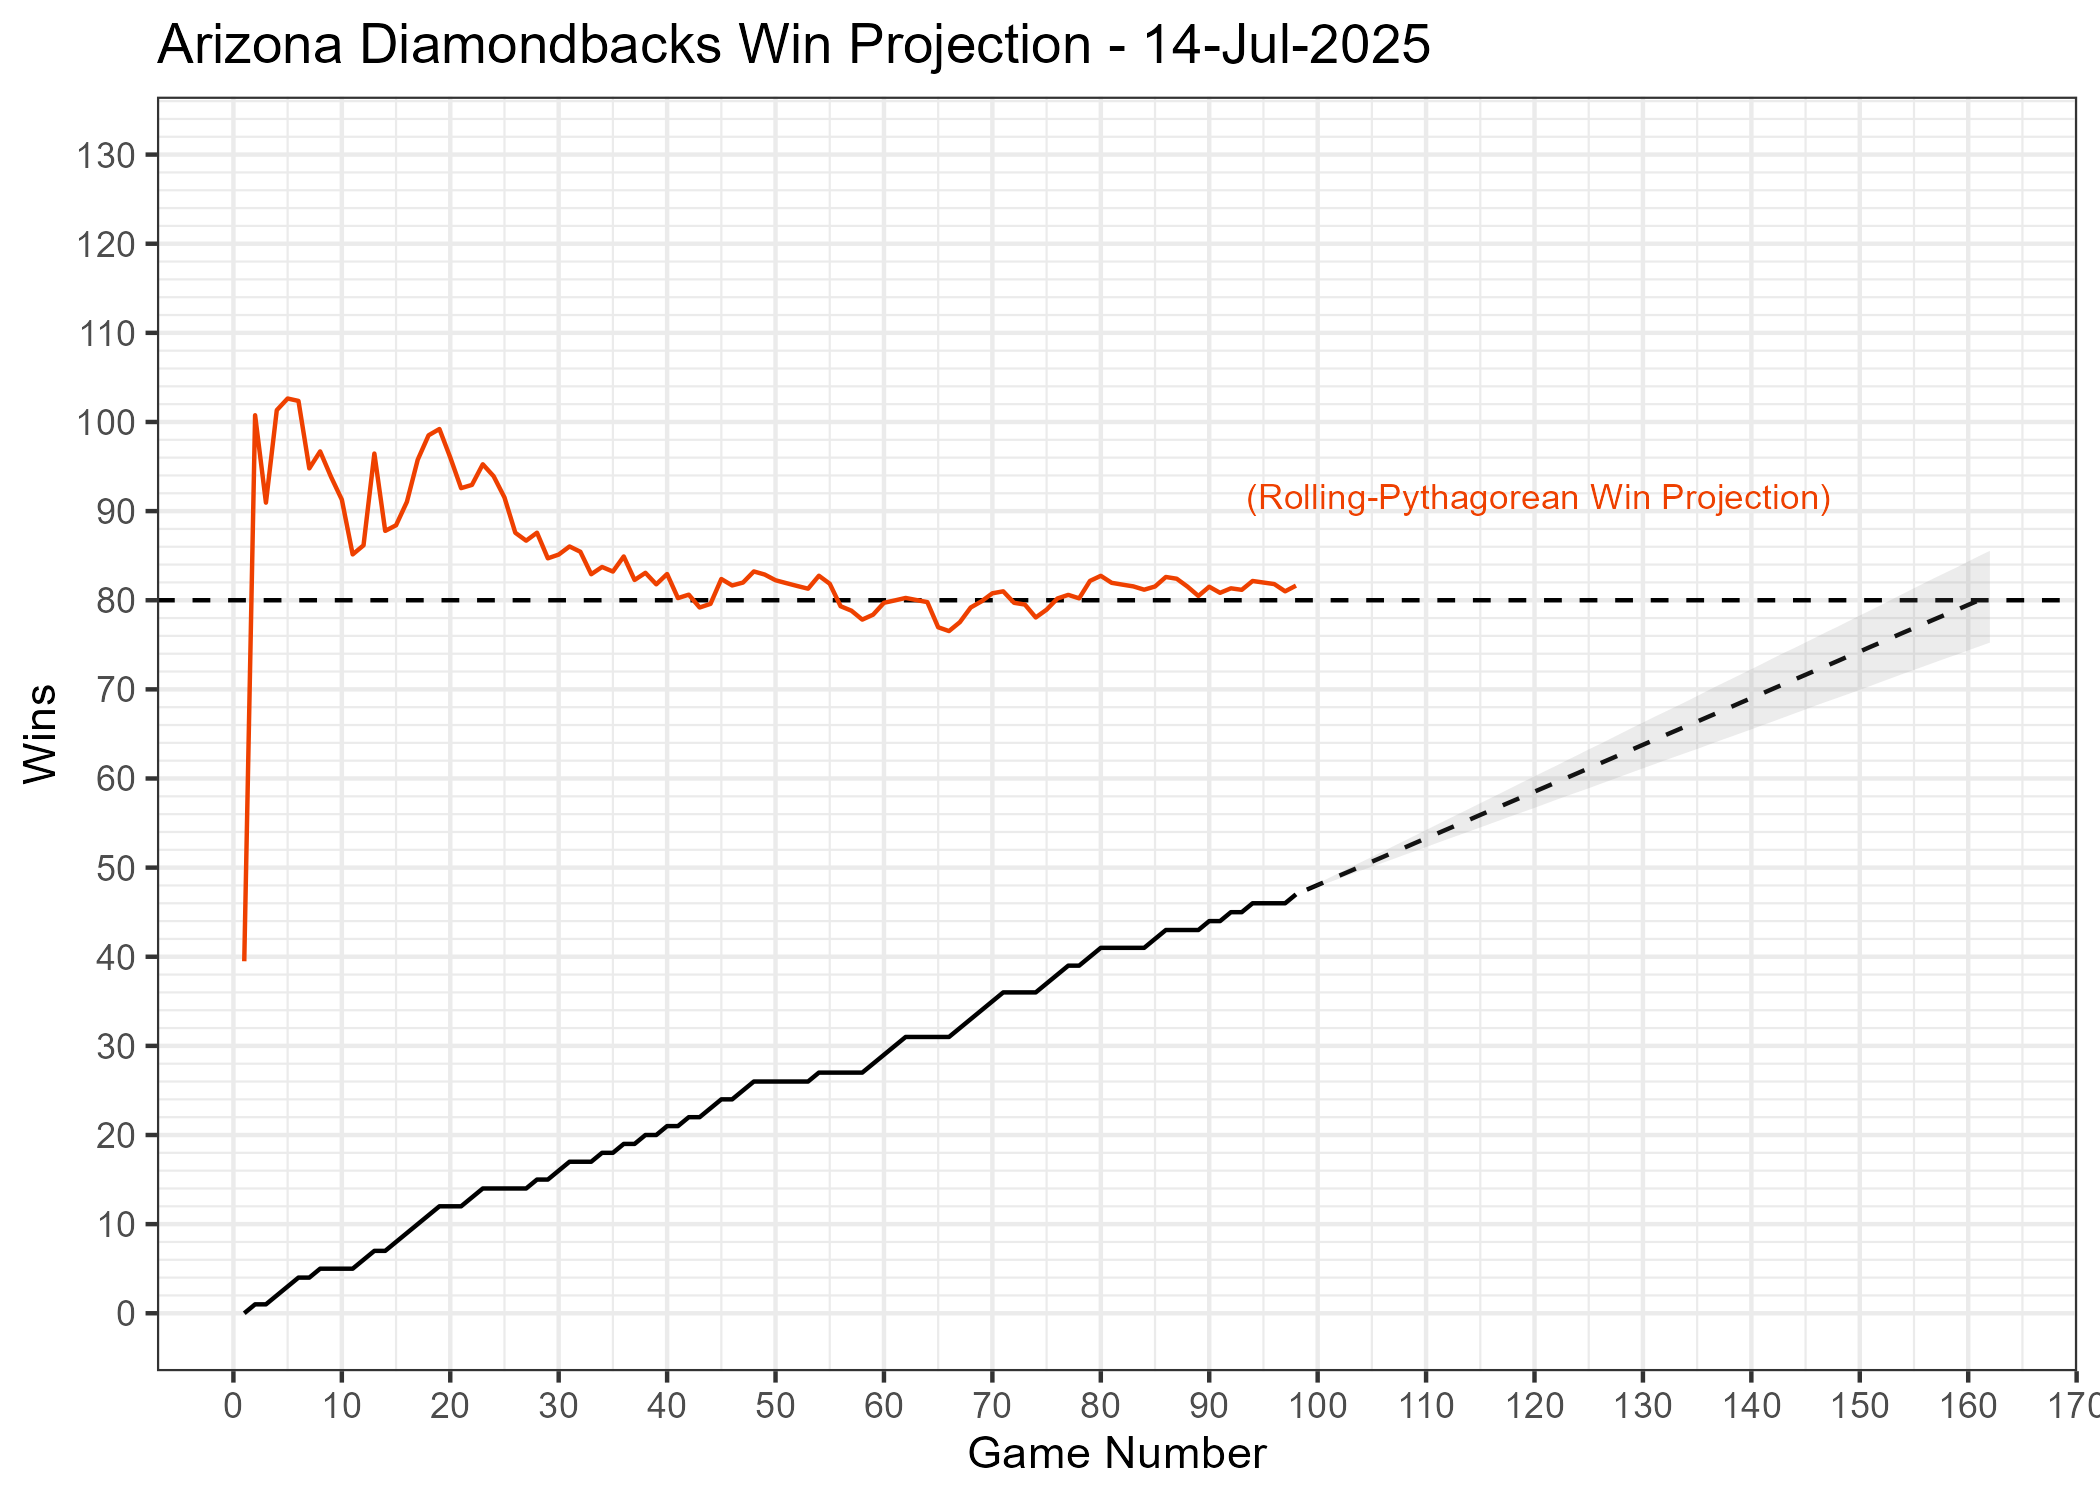 Arizona Diamondbacks Win Projection - 14-Jul-2025
130
120
110
100
90
80
70
60
50
40
30
20
10
0
Wins
(Rolling-Pythagorean Win Projection)
0 10 20 30 40 50 60 70 80 90 100 110 120 130 140 150 160 170
Game Number